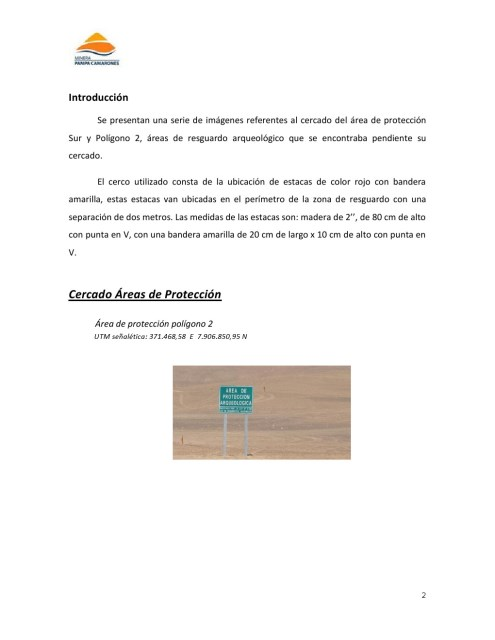 MINERA
PAMPA CAMARONES
Introducción
Se presentan una serie de imágenes referentes al cercado del área de protección
Sur y Polígono 2, áreas de resguardo arqueológico que se encontraba pendiente su
cercado.
El cerco utilizado consta de la ubicación de estacas de color rojo con bandera
amarilla, estas estacas van ubicadas en el perímetro de la zona de resguardo con una
separación de dos metros. Las medidas de las estacas son: madera de 2’’, de 80 cm de alto
con punta en V, con una bandera amarilla de 20 cm de largo x 10 cm de alto con punta en
V.
Cercado Áreas de Protección
Área de protección polígono 2
UTM señalética: 371.468,58 E 7.906.850,95 N
AREA DE
PROTECCION
ARQUEOLOGICA
2